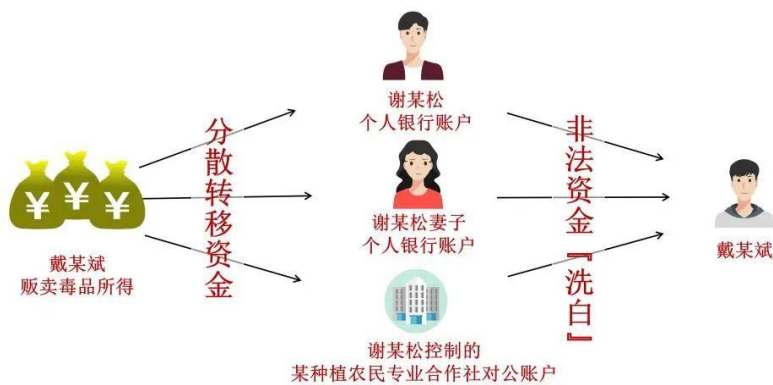 ¥ ¥ ¥
戴某斌
贩卖毒品所得
分散转移资金
谢某松
个人银行账户
谢某松妻子
个人银行账户
谢某松控制的
某种植农民专业合作社对公账户
非法资金『洗白』
戴某斌